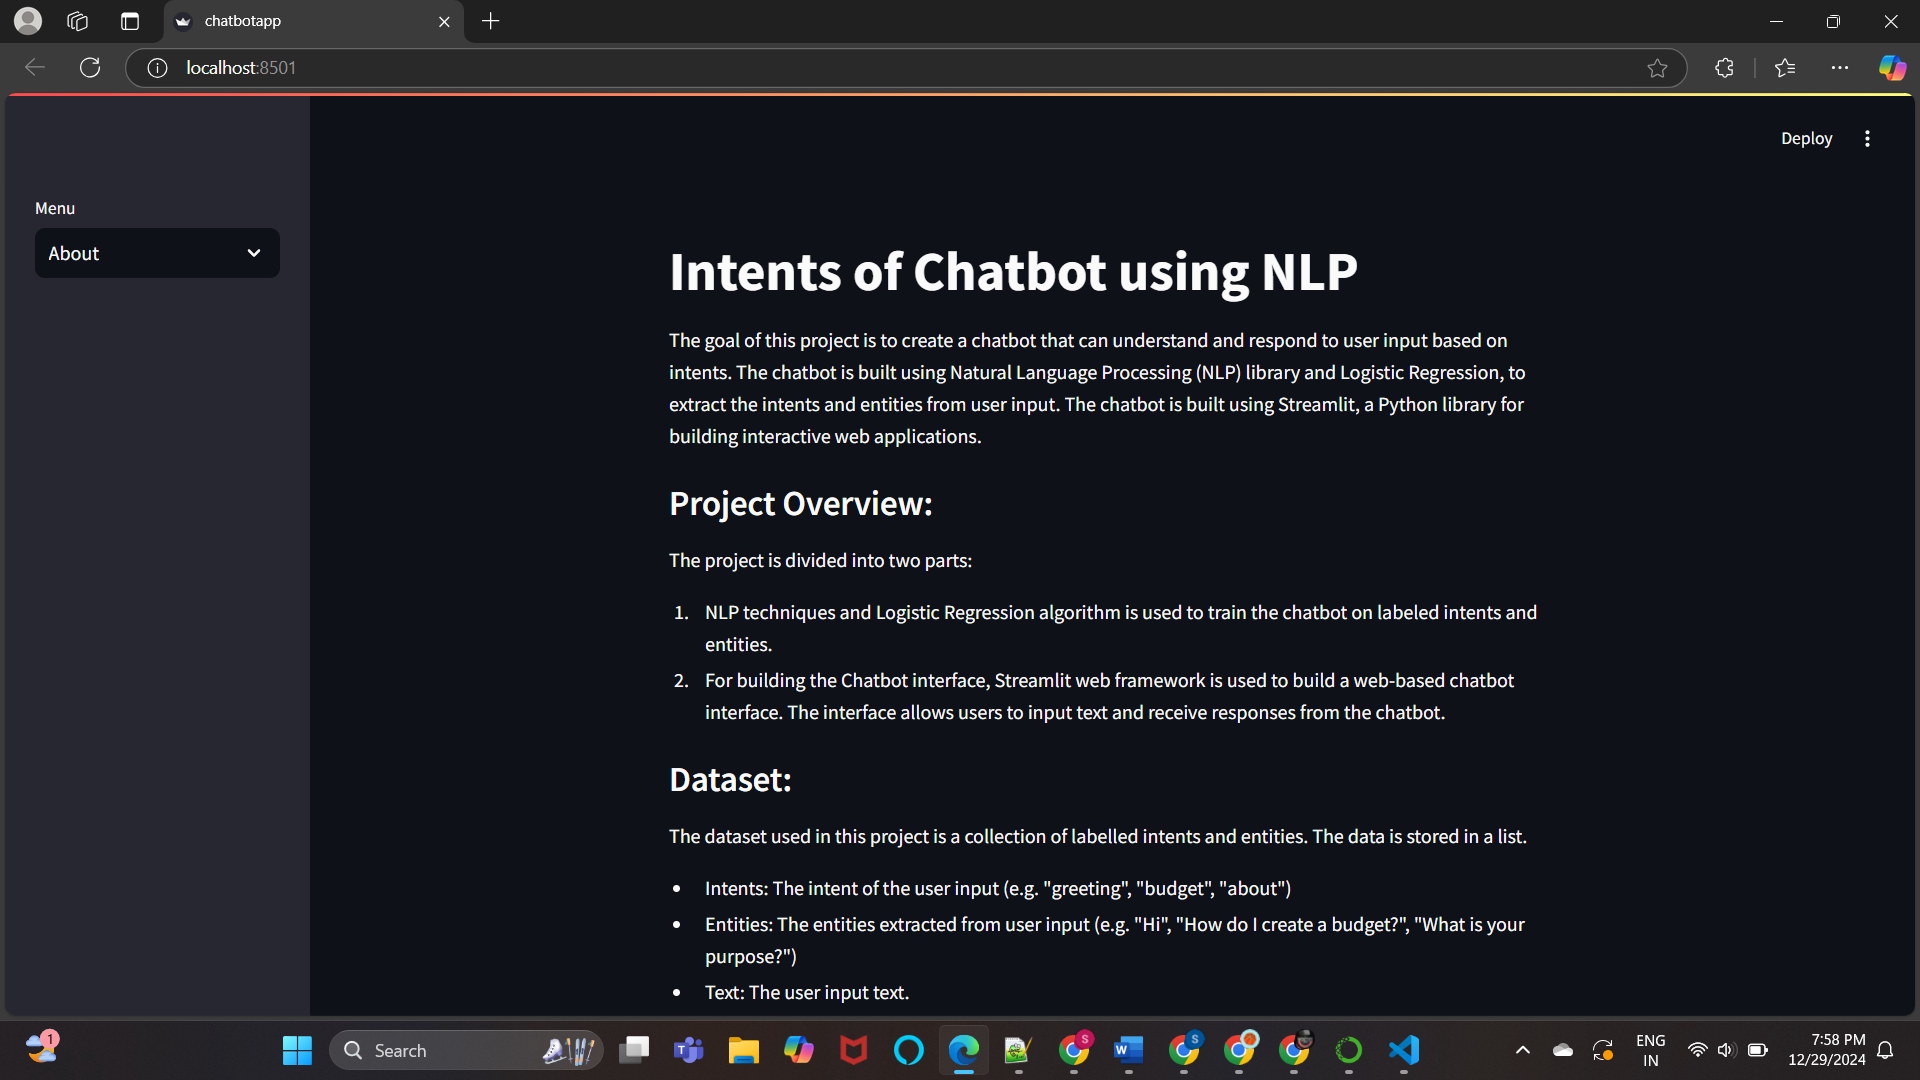 chatbotapp
localhost:8501
Deploy
Menu
About
Intents of Chatbot using NLP
The goal of this project is to create a chatbot that can understand and respond to user input based on
intents. The chatbot is built using Natural Language Processing (NLP) library and Logistic Regression, to
extract the intents and entities from user input. The chatbot is built using Streamlit, a Python library for
building interactive web applications.
Project Overview:
The project is divided into two parts:
1. NLP techniques and Logistic Regression algorithm is used to train the chatbot on labeled intents and
entities.
2. For building the Chatbot interface, Streamlit web framework is used to build a web-based chatbot
interface. The interface allows users to input text and receive responses from the chatbot.
Dataset:
The dataset used in this project is a collection of labelled intents and entities. The data is stored in a list.
• Intents: The intent of the user input (e.g. "greeting", "budget", "about")
• Entities: The entities extracted from user input (e.g. "Hi", "How do I create a budget?", "What is your
purpose?")
• Text: The user input text.
1
Search
S
S
ENG
IN
7:58 PM
12/29/2024